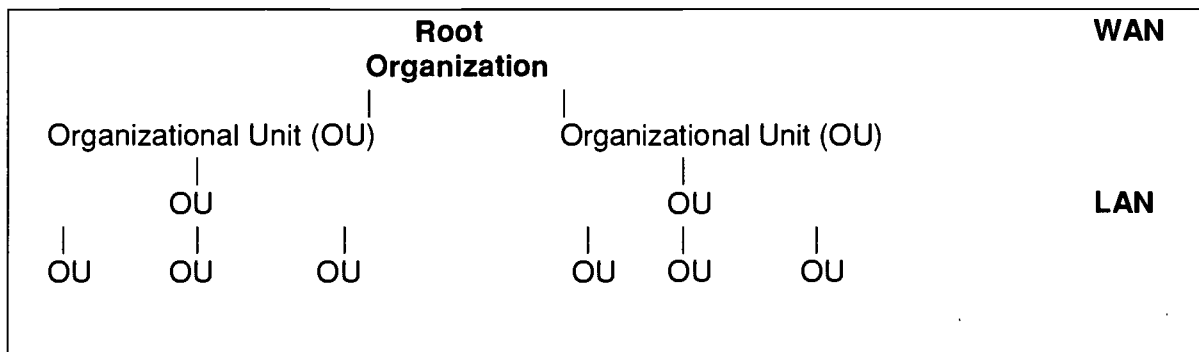 Root WAN
Organization
Organizational Unit (OU) Organizational Unit (OU)
OU OU LAN
OU OU OU OU OU OU